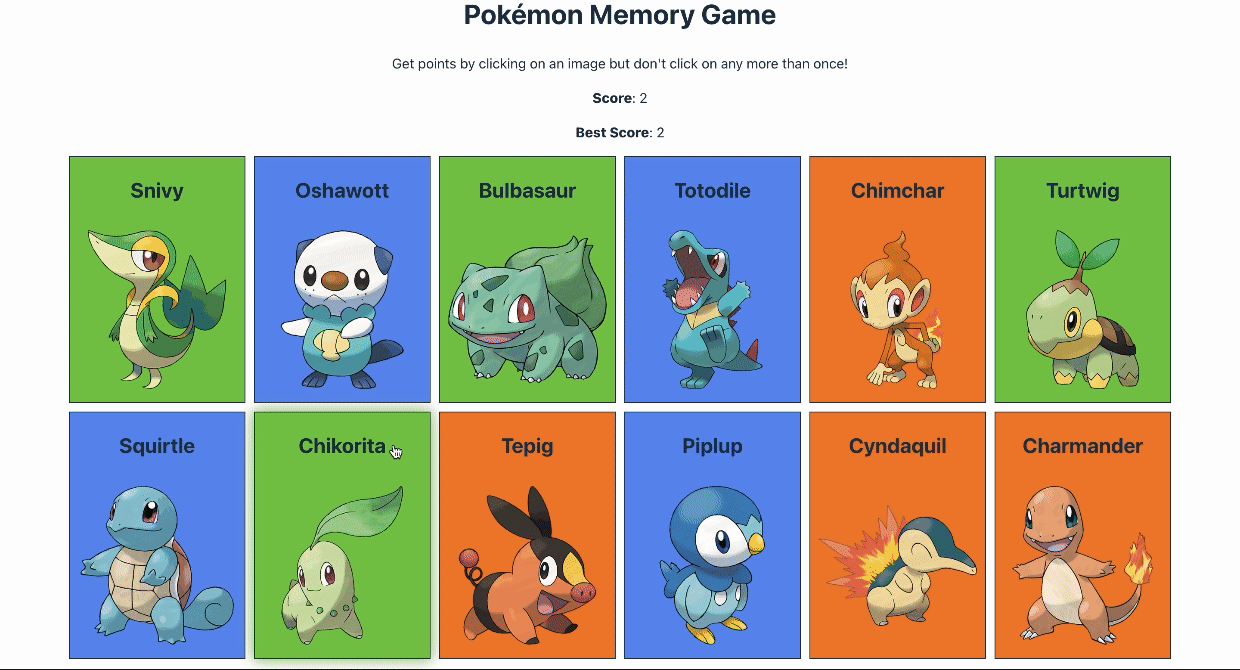 Pokémon Memory Game
Get points by clicking on an image but don't click on any more than once!
Score: 2
Best Score: 2
Snivy
Oshawott
Bulbasaur
Totodile
Chimchar
Turtwig
Squirtle
Chikorita
Tepig
Piplup
Cyndaquil
Charmander